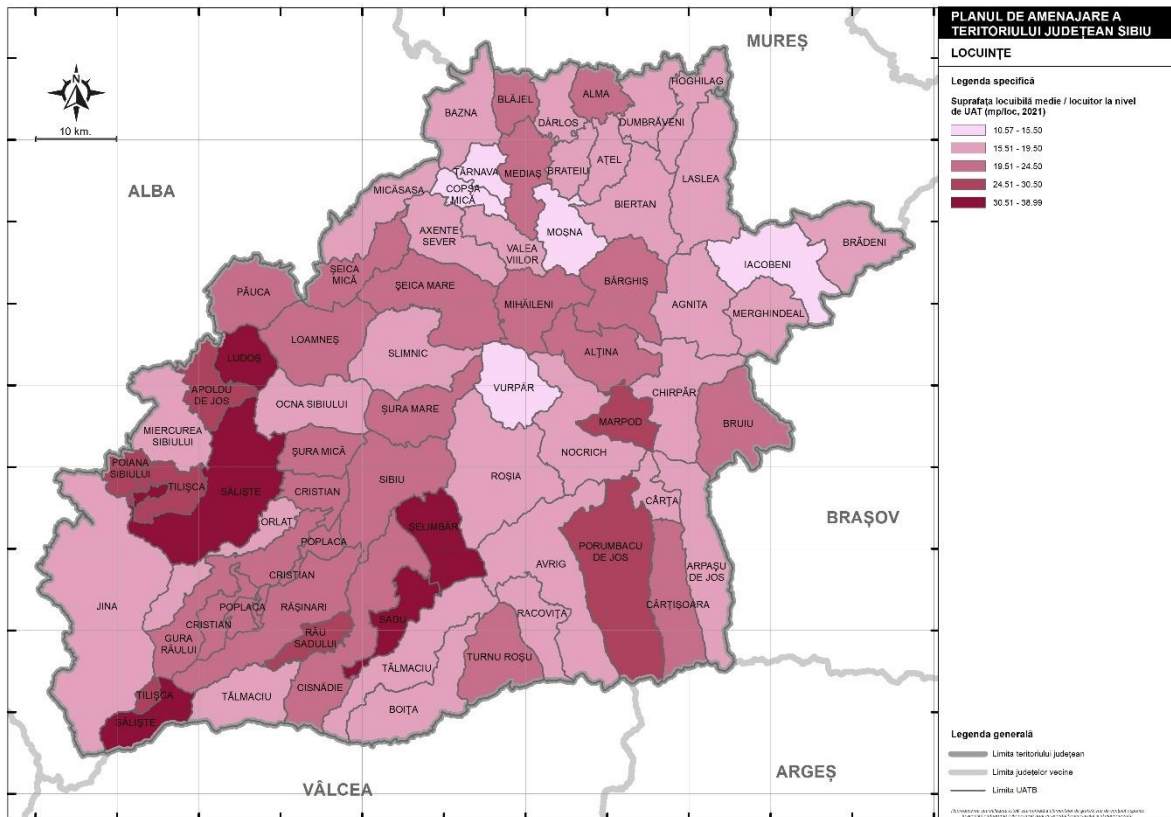 PLANUL DE AMENAJARE A
TERITORIULUI JUDEȚEAN SIBIU
LOCUINȚE
Legenda specifică
Suprafața locuibilă medie / locuitor la nivel
de UAT (mp/loc, 2021)
10.57 - 15.50
15.51 - 19.50
19.51 - 24.50
24.51 - 30.50
30.51 - 38.99
MUREȘ
N
10 km.
ALBA
HOGHILAG
BLĂJEL
ALMA
BAZNA
DÂRLOS
DUMBRĂVENI
TÂRNAVA
MEDIAȘ
BRATEIU
AȚEL
LASLEA
MICĂSASA
COPȘA
MICĂ
BIERTAN
AXENTE
SEVER
MOȘNA
VALEA
VIILOR
BRĂDENI
IACOBENI
ȘEICA
MICĂ
PĂUCA
ȘEICA MARE
BÂRGHIȘ
MIHĂILENI
AGNITA
MERGHINDEAL
LOAMNEȘ
SLIMNIC
ALȚINA
LUDOȘ
APOLDU
DE JOS
VURPĂR
CHIRPĂR
OCNA SIBIULUI
ȘURA MARE
MARPOD
BRUIU
MIERCUREA
SIBIULUI
ȘURA MICĂ
NOCRICH
POIANA
SIBIULUI
TILIȘCA
SĂLIȘTE
CRISTIAN
SIBIU
ROȘIA
CÂRȚA
ORLAT
ȘELIMBĂR
BRAȘOV
POPLACA
PORUMBACU
DE JOS
AVRIG
ARPAȘU
DE JOS
CRISTIAN
JINA
POPLACA
RĂȘINARI
CÂRȚIȘOARA
CRISTIAN
SADU
RACOVIȚA
GURA
RÂULUI
RÂU
SADULUI
TĂLMACIU
TURNU ROȘU
TILIȘCA
TĂLMACIU
CISNĂDIE
BOIȚA
SĂLIȘTE
VÂLCEA
ARGEȘ
Legenda generală
Limita teritoriului județean
Limita județelor vecine
Limita UATB